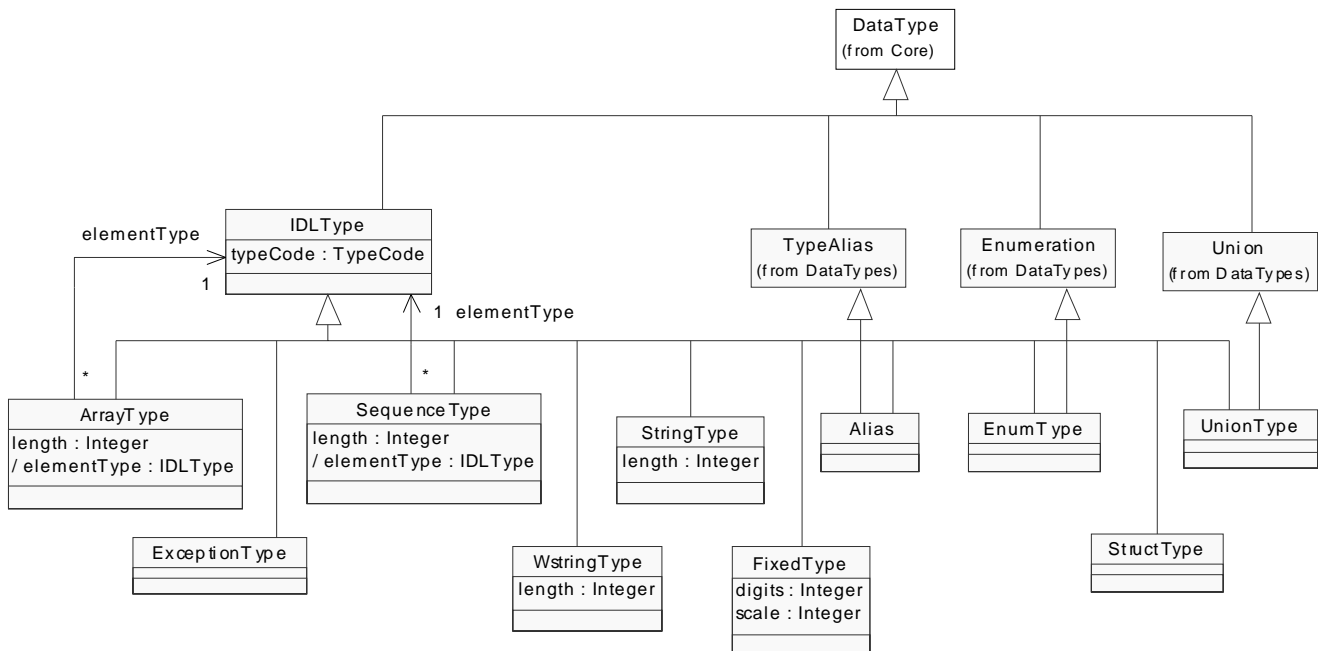 DataType
(from Core)
IDLType
typeCode : TypeCode
elementType
1
TypeAlias
(from DataTypes)
Enumeration
(from DataTypes)
Union
(from DataTypes)
1 elementType
*
*
ArrayType
length : Integer
/ elementType : IDLType
SequenceType
length : Integer
/ elementType : IDLType
StringType
length : Integer
Alias
EnumType
UnionType
ExceptionType
WstringType
length : Integer
FixedType
digits : Integer
scale : Integer
StructType